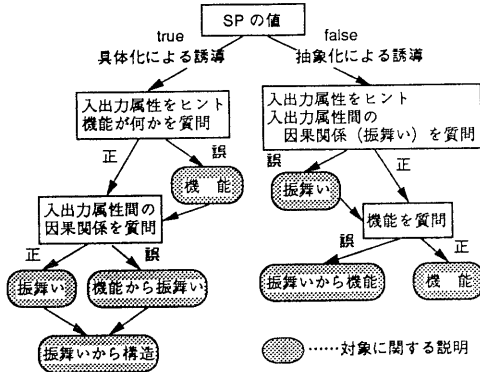 SP の値
true
false
具体化による誘導
抽象化による誘導
入出力属性をヒント
機能が何かを質問
入出力属性をヒント
入出力属性間の
因果関係（振舞い）を質問
正
誤
誤
正
機 能
振舞い
入出力属性間の
因果関係を質問
機能を質問
正
誤
誤
正
振舞い
機能から振舞い
振舞いから機能
機 能
振舞いから構造
……対象に関する説明